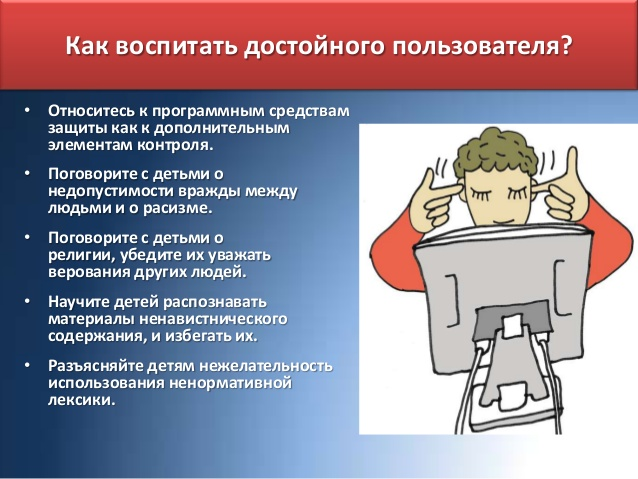 Как воспитать достойного пользователя?
• Относитесь к программным средствам
защиты как к дополнительным
элементам контроля.
• Поговорите с детьми о
недопустимости вражды между
людьми и о расизме.
• Поговорите с детьми о
религии, убедите их уважать
верования других людей.
• Научите детей распознавать
материалы ненавистнического
содержания, и избегать их.
• Разъясняйте детям нежелательность
использования ненормативной
лексики.